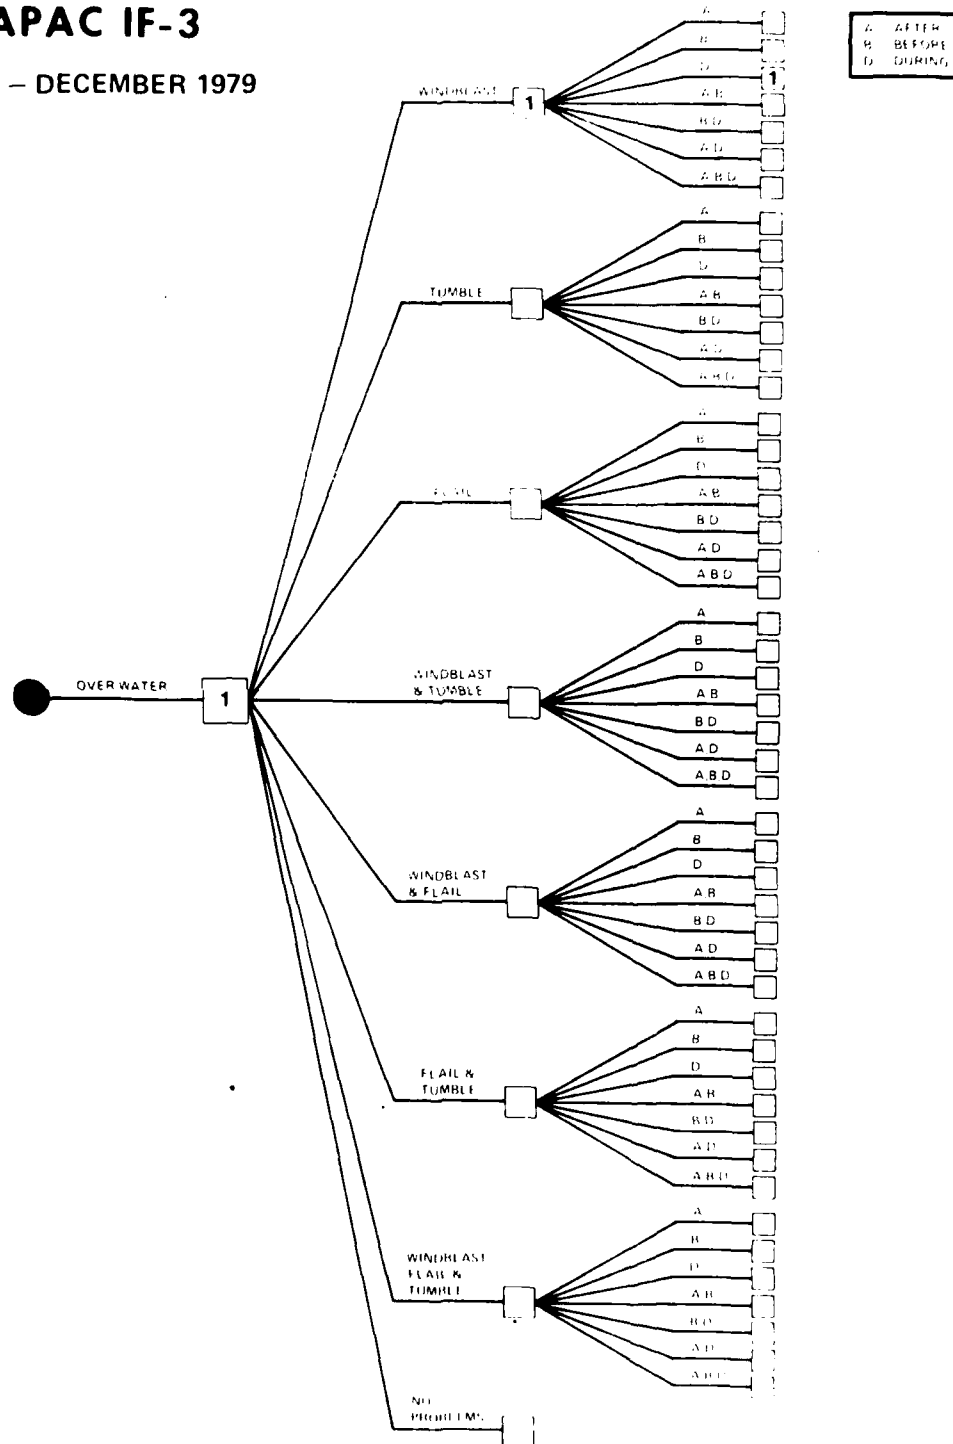 APAC IF-3
– DECEMBER 1979
A AFTER
B BEFORE
D DURING
OVER WATER
1
WINDBLAST
1
A
B
D
1
A B
B D
A D
A B D
TUMBLE
A
B
D
A B
B D
A D
A B D
FLAIL
A
B
D
A B
B D
A D
A B D
WINDBLAST
& TUMBLE
A
B
D
A B
B D
A D
A B D
WINDBLAST
& FLAIL
A
B
D
A B
B D
A D
A B D
FLAIL &
TUMBLE
A
B
D
A B
B D
A D
A B D
WINDBLAST
FLAIL &
TUMBLE
A
B
D
A B
B D
A D
A B D
NO
PROBLEMS